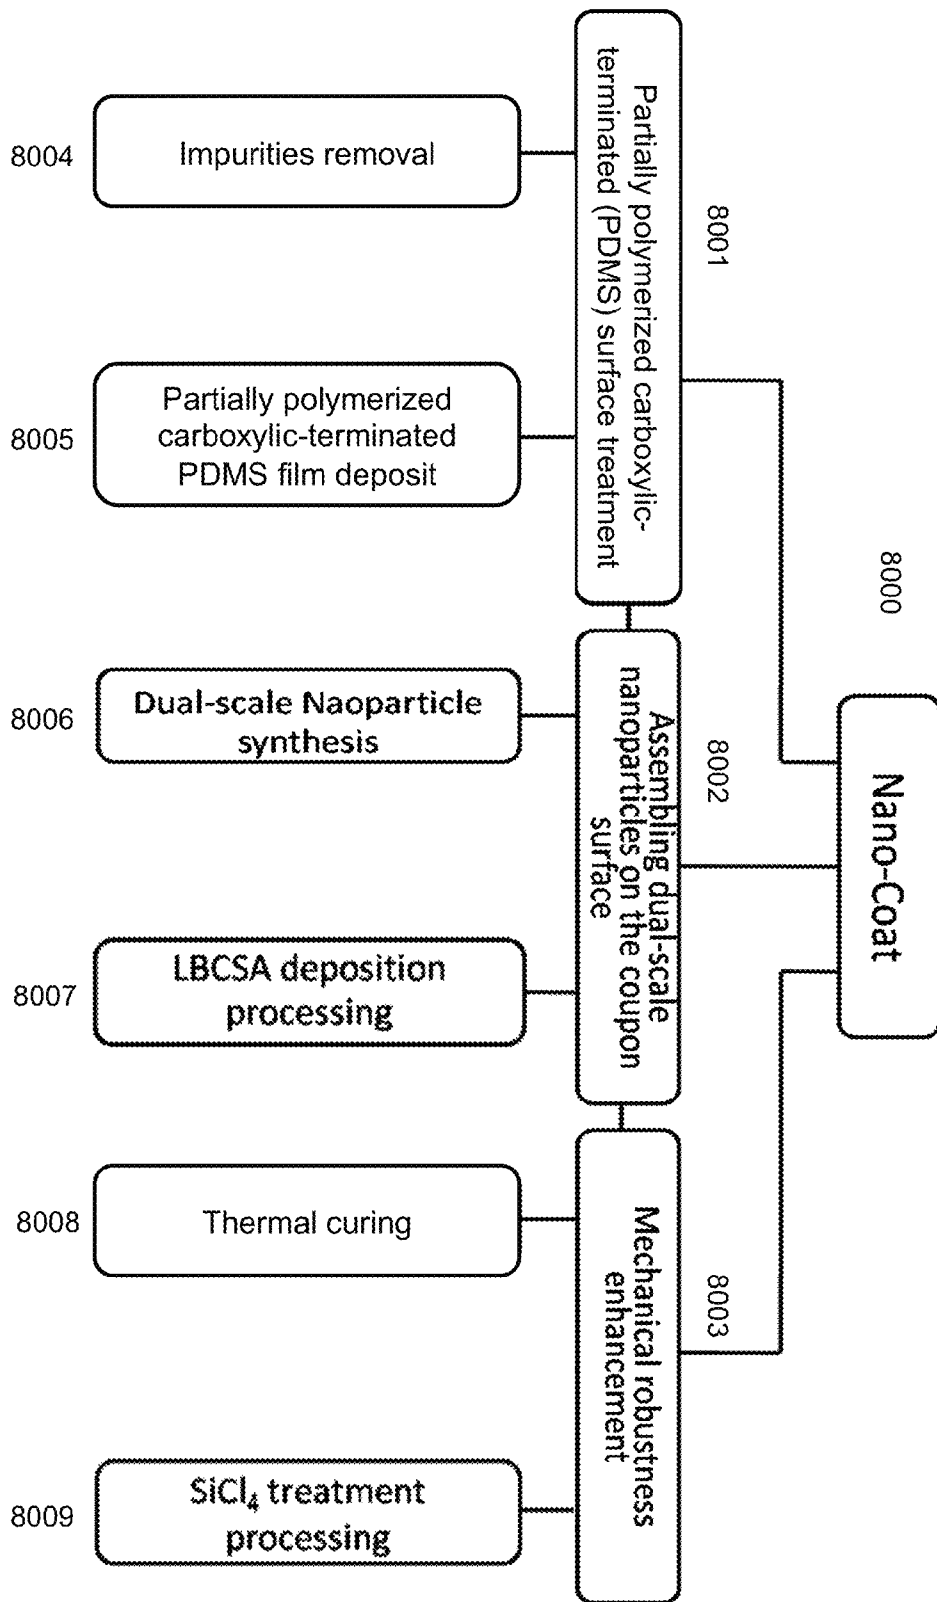 8000
Nano-Coat
8001
Partially polymerized carboxylic-
terminated (PDMS) surface treatment
8004
Impurities removal
8005
Partially polymerized
carboxylic-terminated
PDMS film deposit
8002
Assembling dual-scale
nanoparticles on the coupon
surface
8006
Dual-scale Naoparticle
synthesis
8007
LBCSA deposition
processing
8003
Mechanical robustness
enhancement
8008
Thermal curing
8009
SiCl₄ treatment
processing